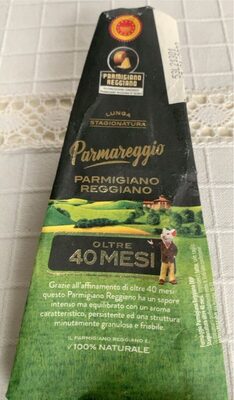 PARMIGIANO
REGGIANO
LUNGA
STAGIONATURA
Parmareggio
PARMIGIANO
REGGIANO
OLTRE
40 MESI
Grazie all'affinamento di oltre 40 mesi
questo Parmigiano Reggiano ha un sapore
intenso ma equilibrato con un aroma
caratteristico, persistente ed una struttura
minutamente granulosa e friabile.
IL PARMIGIANO REGGIANO È
100% NATURALE